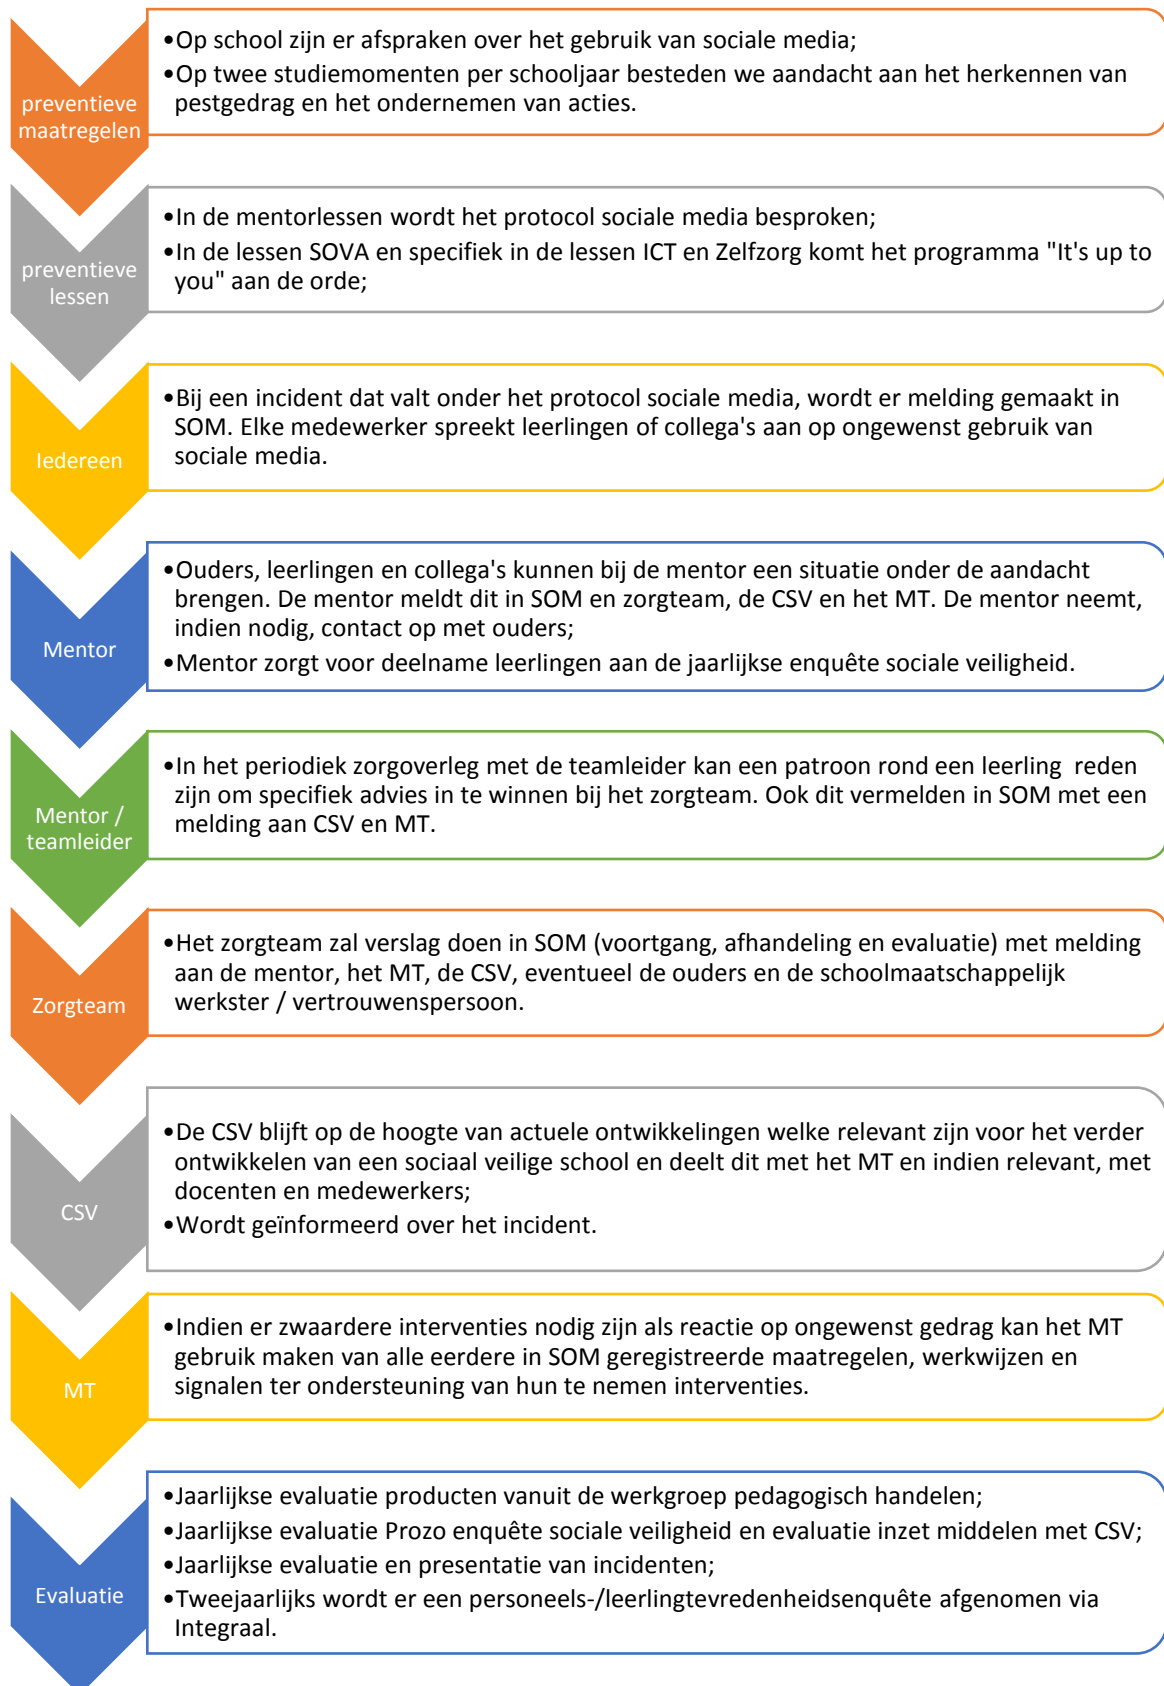 preventieve
maatregelen
•Op school zijn er afspraken over het gebruik van sociale media;
•Op twee studiemomenten per schooljaar besteden we aandacht aan het herkennen van
pestgedrag en het ondernemen van acties.
preventieve
lessen
•In de mentorlessen wordt het protocol sociale media besproken;
•In de lessen SOVA en specifiek in de lessen ICT en Zelfzorg komt het programma "It's up to
you" aan de orde;
Iedereen
•Bij een incident dat valt onder het protocol sociale media, wordt er melding gemaakt in
SOM. Elke medewerker spreekt leerlingen of collega's aan op ongewenst gebruik van
sociale media.
Mentor
•Ouders, leerlingen en collega's kunnen bij de mentor een situatie onder de aandacht
brengen. De mentor meldt dit in SOM en zorgteam, de CSV en het MT. De mentor neemt,
indien nodig, contact op met ouders;
•Mentor zorgt voor deelname leerlingen aan de jaarlijkse enquête sociale veiligheid.
Mentor /
teamleider
•In het periodiek zorgoverleg met de teamleider kan een patroon rond een leerling  reden
zijn om specifiek advies in te winnen bij het zorgteam. Ook dit vermelden in SOM met een
melding aan CSV en MT.
Zorgteam
•Het zorgteam zal verslag doen in SOM (voortgang, afhandeling en evaluatie) met melding
aan de mentor, het MT, de CSV, eventueel de ouders en de schoolmaatschappelijk
werkster / vertrouwenspersoon.
CSV
•De CSV blijft op de hoogte van actuele ontwikkelingen welke relevant zijn voor het verder
ontwikkelen van een sociaal veilige school en deelt dit met het MT en indien relevant, met
docenten en medewerkers;
•Wordt geïnformeerd over het incident.
MT
•Indien er zwaardere interventies nodig zijn als reactie op ongewenst gedrag kan het MT
gebruik maken van alle eerdere in SOM geregistreerde maatregelen, werkwijzen en
signalen ter ondersteuning van hun te nemen interventies.
Evaluatie
•Jaarlijkse evaluatie producten vanuit de werkgroep pedagogisch handelen;
•Jaarlijkse evaluatie Prozo enquête sociale veiligheid en evaluatie inzet middelen met CSV;
•Jaarlijkse evaluatie en presentatie van incidenten;
•Tweejaarlijks wordt er een personeels-/leerlingtevredenheidsenquête afgenomen via
Integraal.